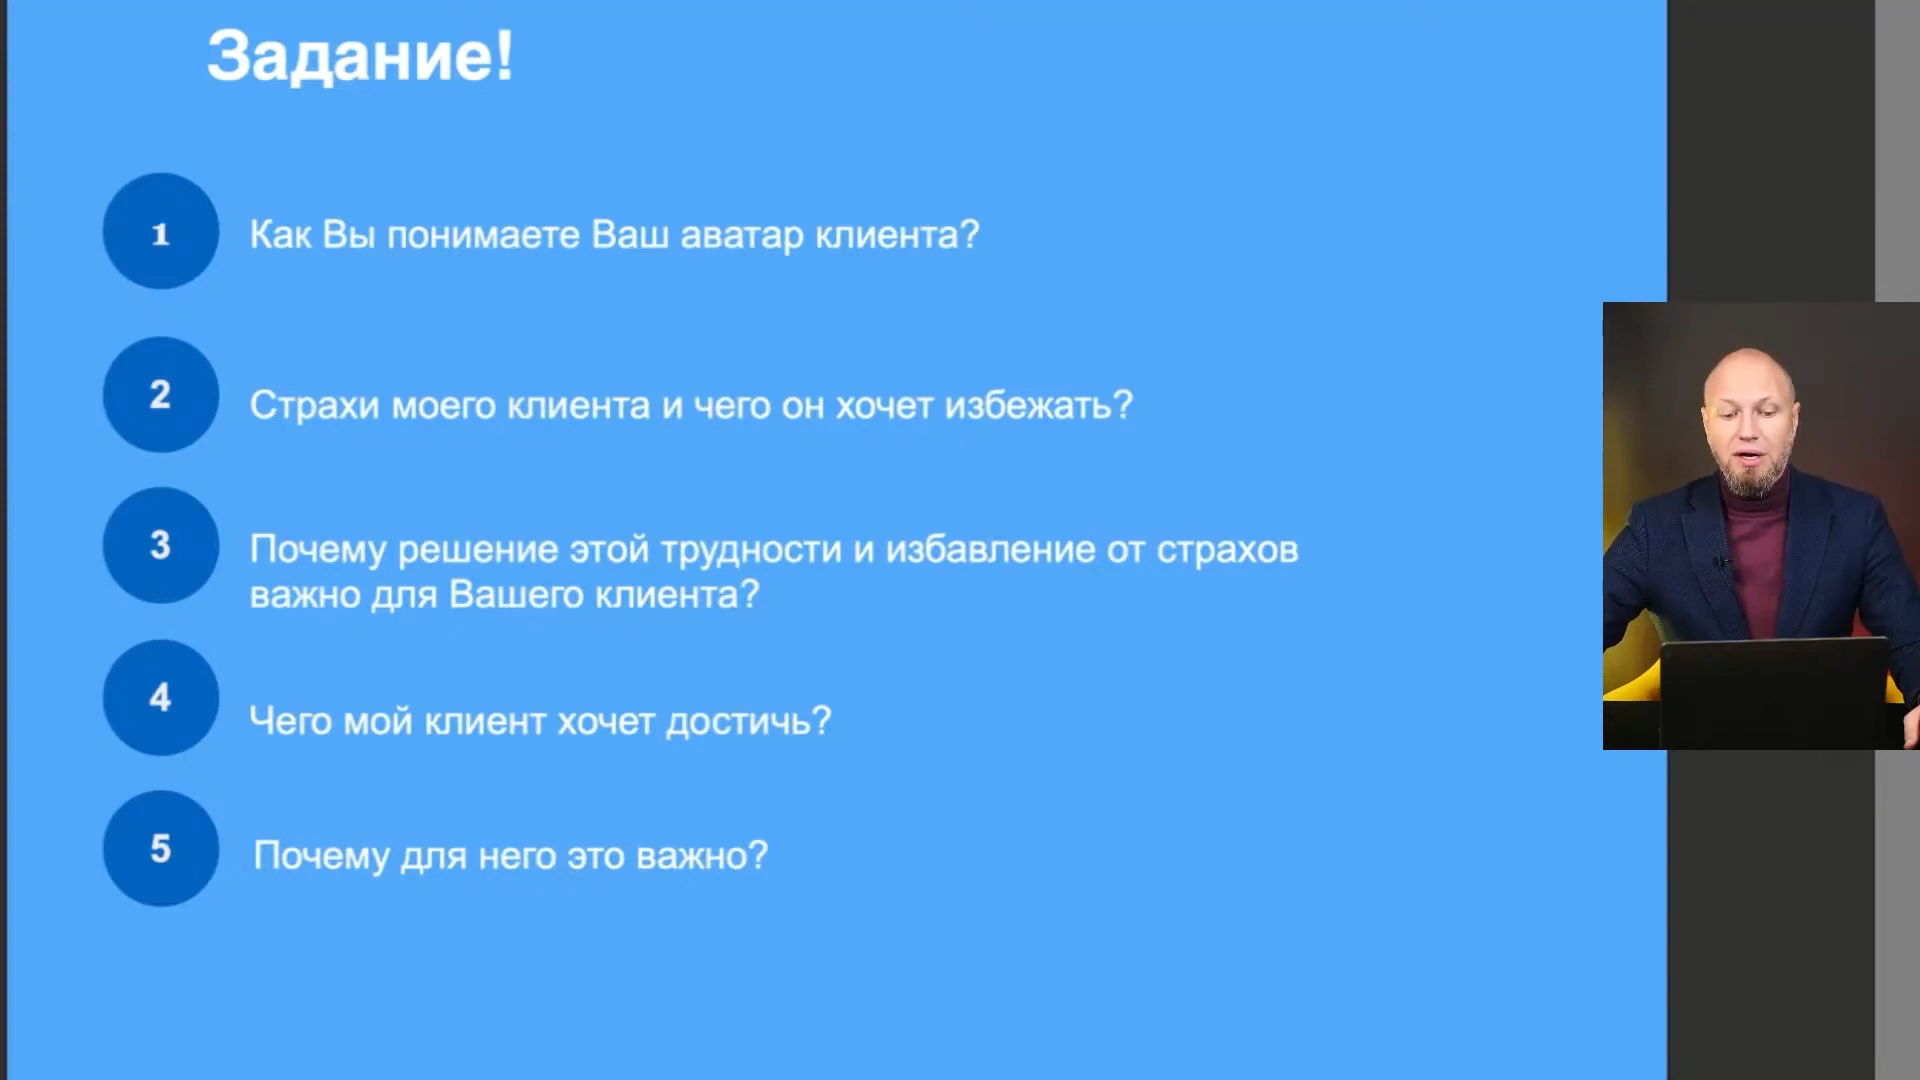 Задание!
1
Как Вы понимаете Ваш аватар клиента?
2
Страхи моего клиента и чего он хочет избежать?
3
Почему решение этой трудности и избавление от страхов
важно для Вашего клиента?
4
Чего мой клиент хочет достичь?
5
Почему для него это важно?